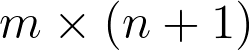 m × (n + 1)